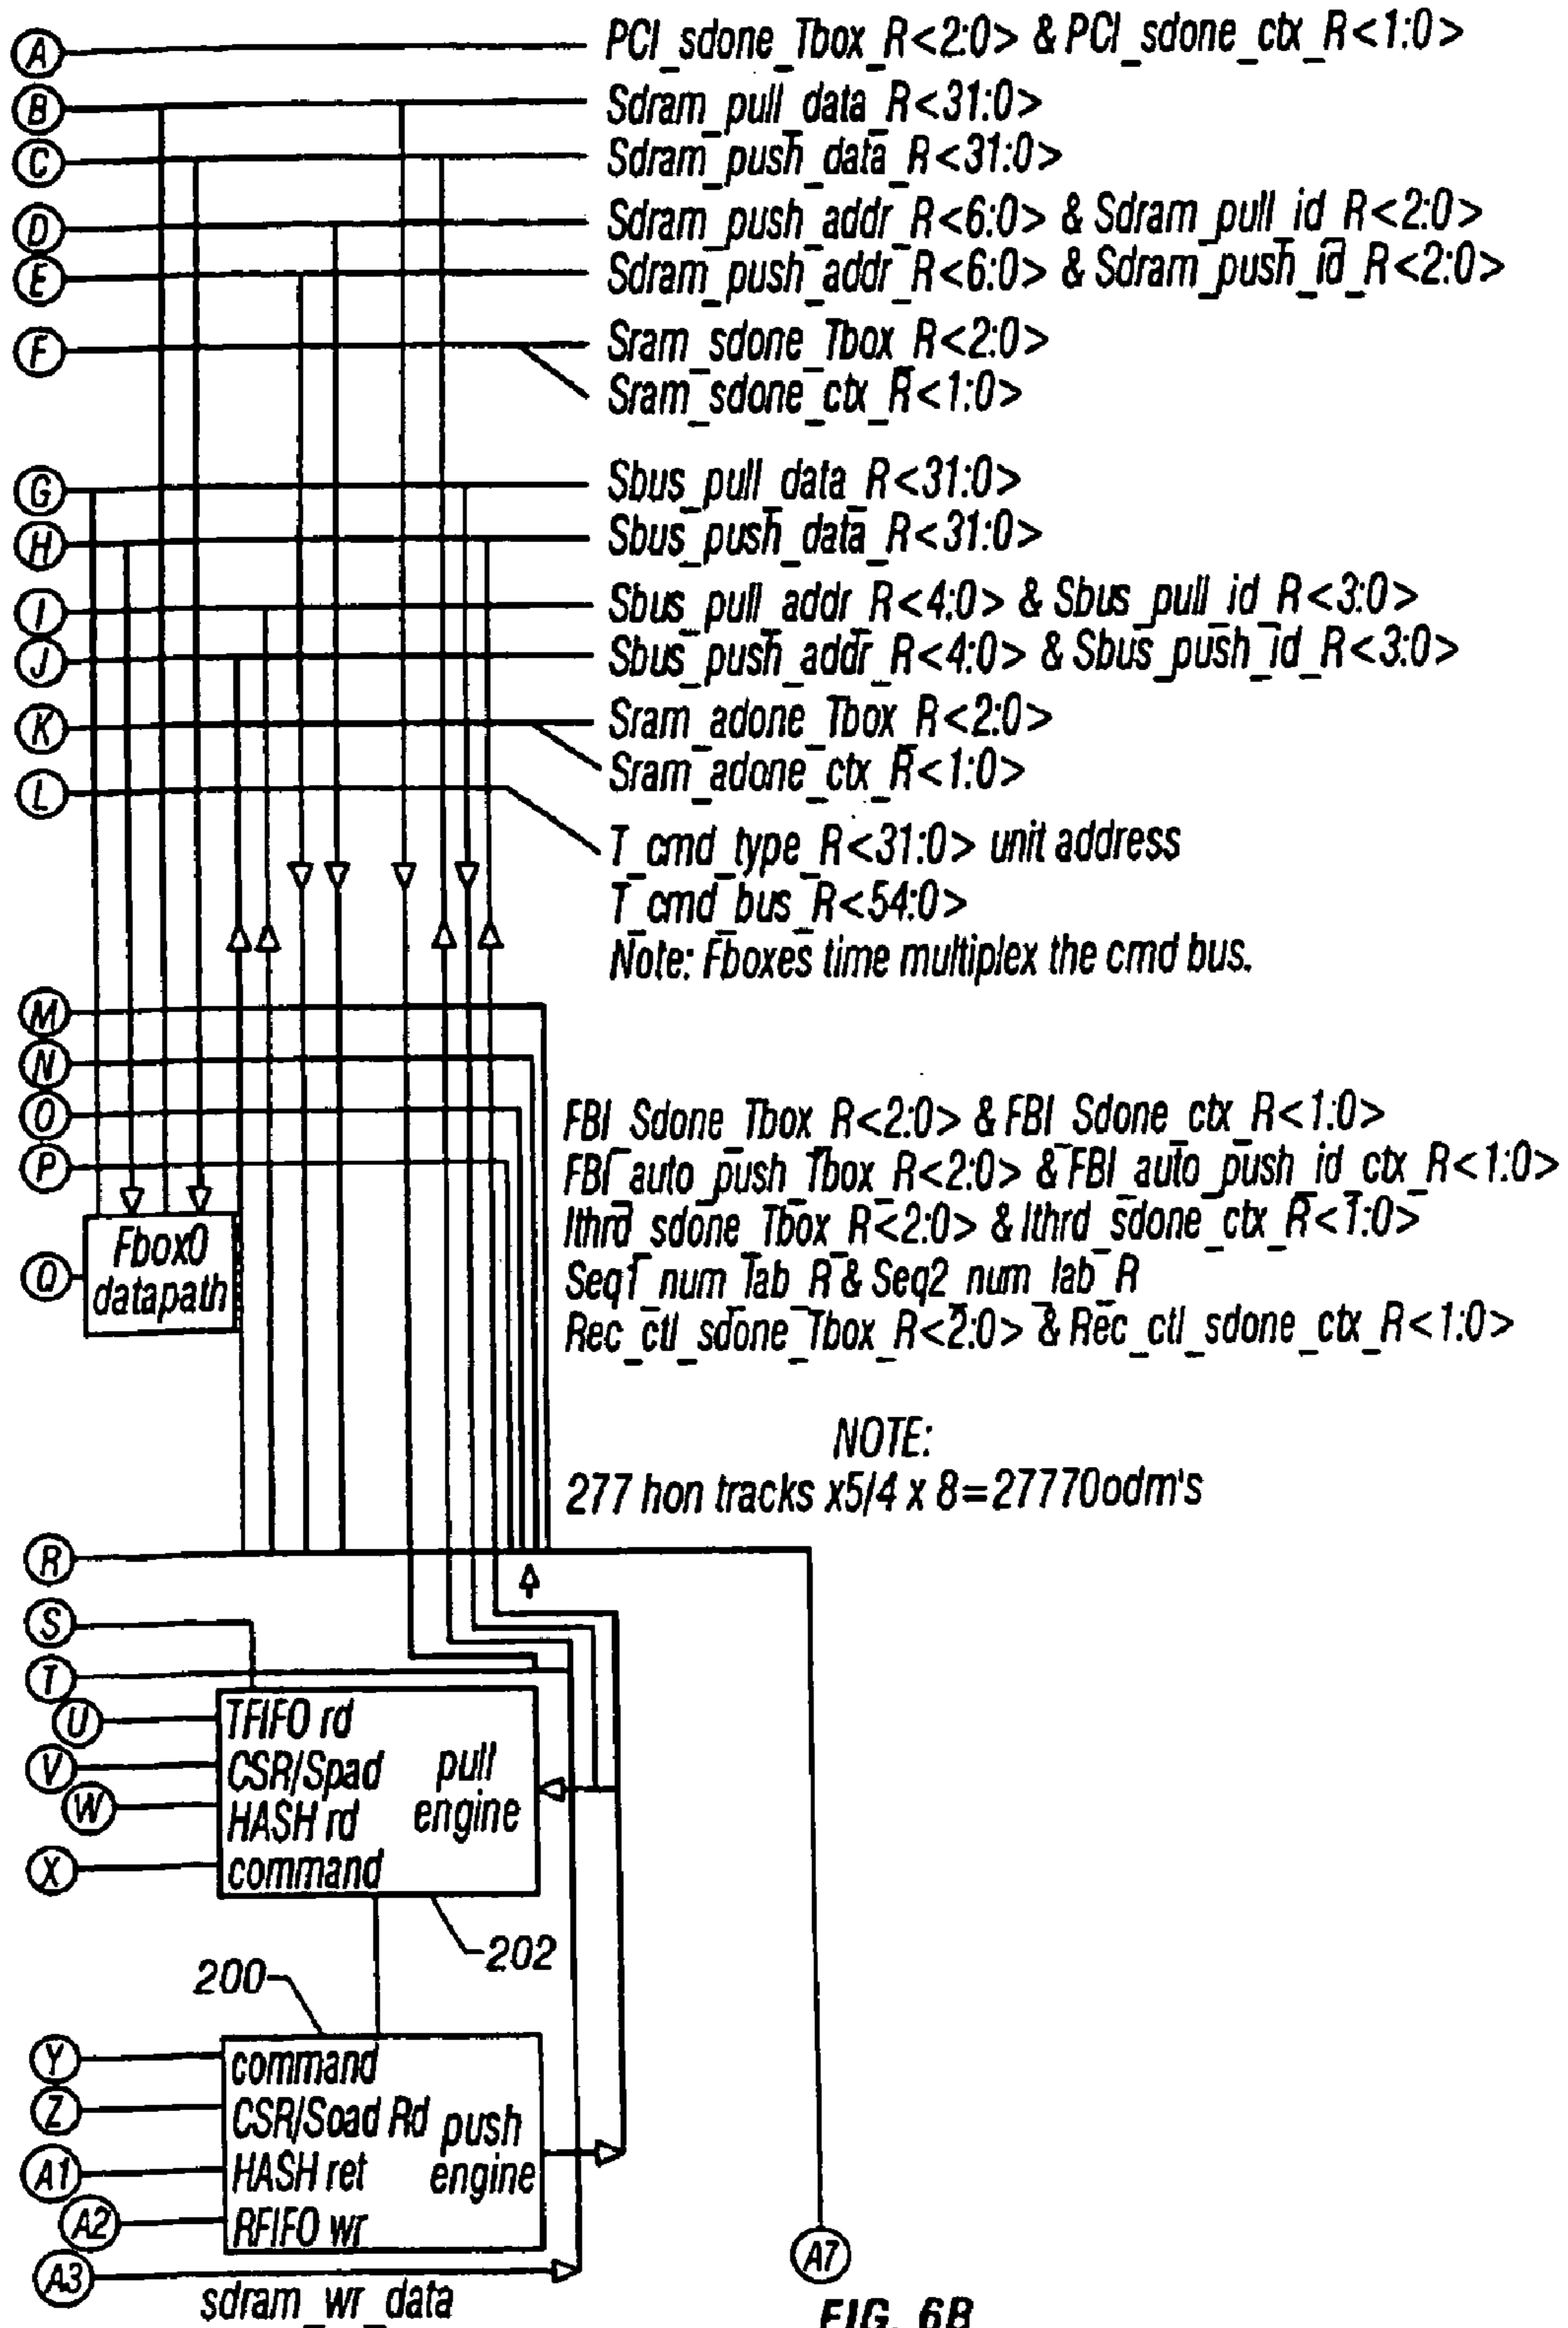 A PCI_sdone_Tbox_R<2:0> & PCI_sdone_ctx_R<1:0>
B Sdram_pull_data_R<31:0>
C Sdram_push_data_R<31:0>
D Sdram_push_addr_R<6:0> & Sdram_pull_id_R<2:0>
E Sdram_push_addr_R<6:0> & Sdram_push_id_R<2:0>
F Sram_sdone_Tbox_R<2:0>
Sram_sdone_ctx_R<1:0>
G Sbus_pull_data_R<31:0>
H Sbus_push_data_R<31:0>
I Sbus_pull_addr_R<4:0> & Sbus_pull_id_R<3:0>
J Sbus_push_addr_R<4:0> & Sbus_push_id_R<3:0>
K Sram_adone_Tbox_R<2:0>
Sram_adone_ctx_R<1:0>
L
T_cmd_type_R<31:0> unit address
T_cmd_bus_R<54:0>
Note: Fboxes time multiplex the cmd bus.
M
N
O FBI_Sdone_Tbox_R<2:0> & FBI_Sdone_ctx_R<1:0>
P FBI_auto_push_Tbox_R<2:0> & FBI_auto_push_id_ctx_R<1:0>
Ithrd_sdone_Tbox_R<2:0> & Ithrd_sdone_ctx_R<1:0>
Seq1_num_lab_R & Seq2_num_lab_R
Rec_ctl_sdone_Tbox_R<2:0> & Rec_ctl_sdone_ctx_R<1:0>
Q Fbox0
datapath
NOTE:
277 hon tracks x5/4 x 8=27770odm's
R
S
T
U TFIFO rd
V CSR/Spad
W HASH rd
X command
pull
engine
202
200
Y command
Z CSR/Soad Rd
A1 HASH ret
A2 RFIFO wr
push
engine
A3
sdram_wr_data
A7
FIG. 6B